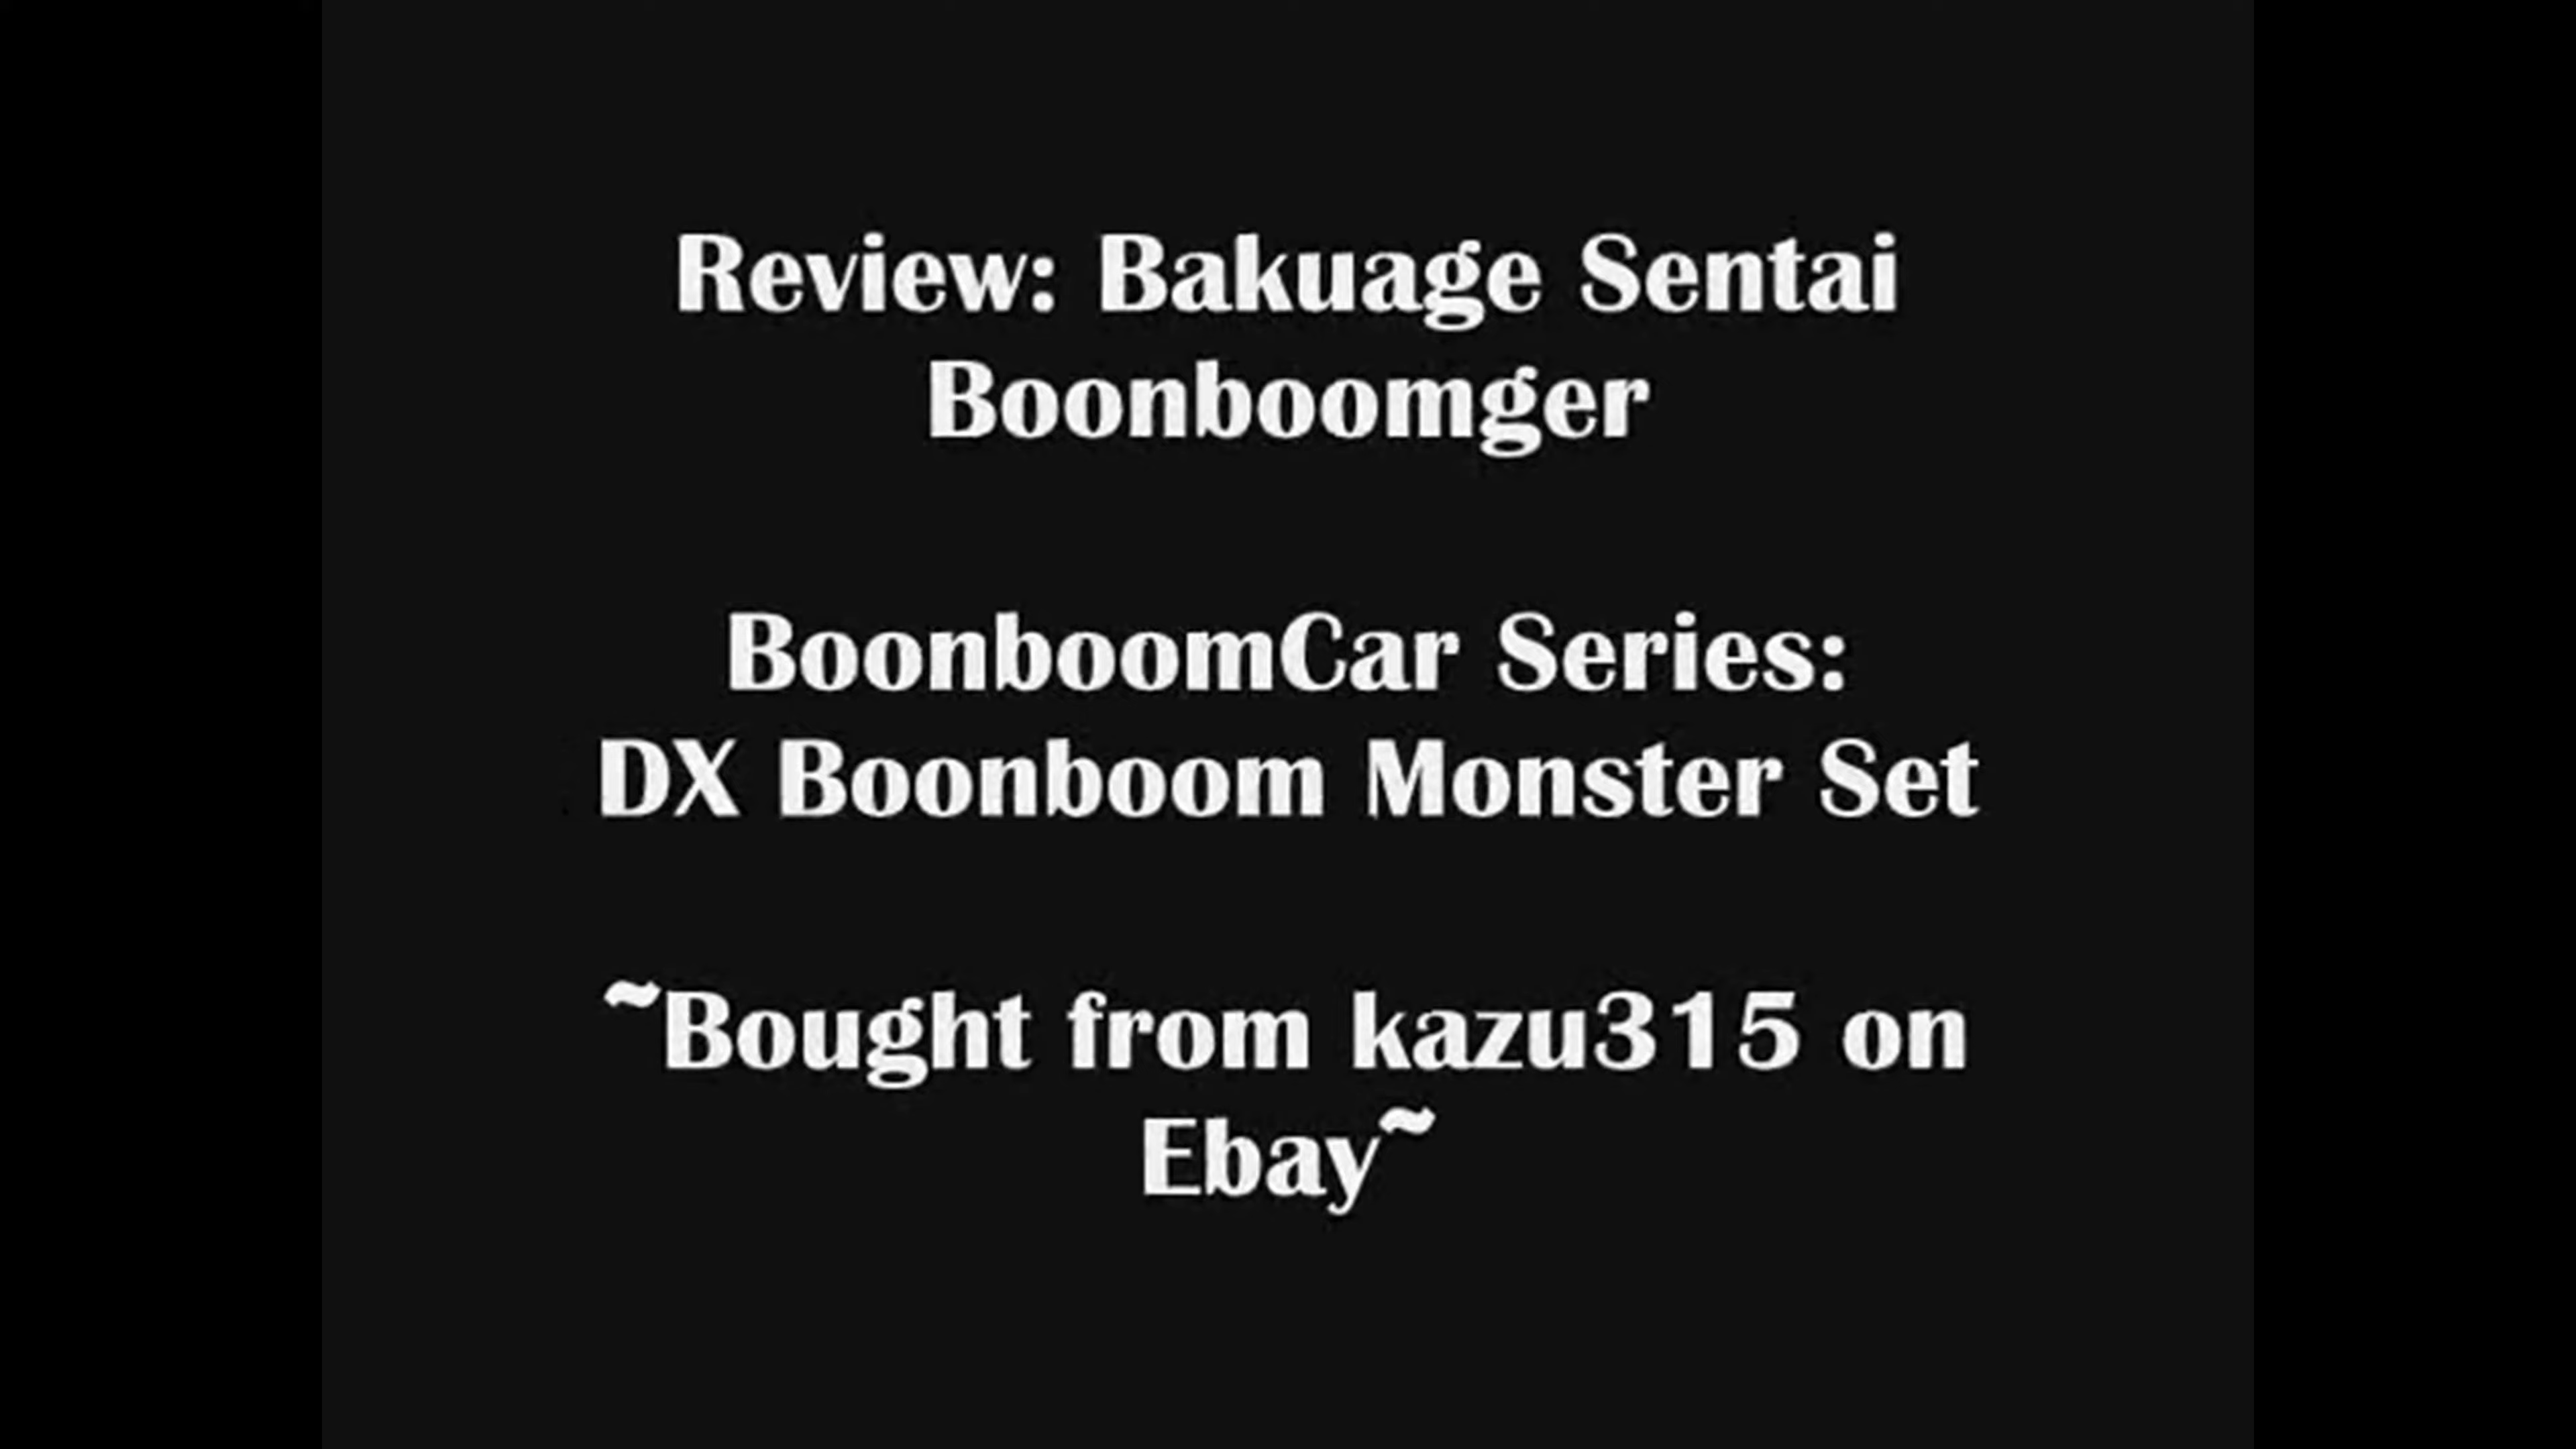 Review: Bakuage Sentai
Boonboomger
BoonboomCar Series:
DX Boonboom Monster Set
~Bought from kazu315 on
Ebay~